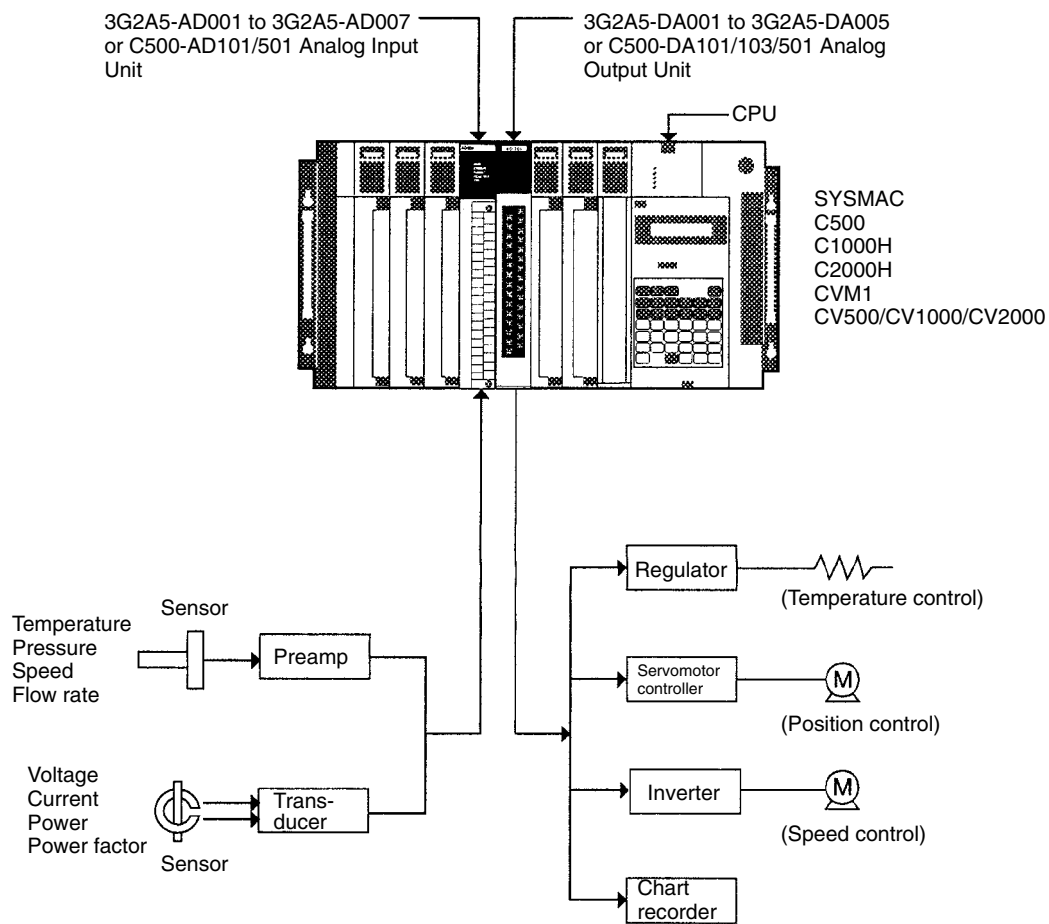 3G2A5-AD001 to 3G2A5-AD007
or C500-AD101/501 Analog Input
Unit
3G2A5-DA001 to 3G2A5-DA005
or C500-DA101/103/501 Analog
Output Unit
CPU
SYSMAC
C500
C1000H
C2000H
CVM1
CV500/CV1000/CV2000
Sensor
Temperature
Pressure
Speed
Flow rate
Preamp
Voltage
Current
Power
Power factor
Sensor
Trans-
ducer
Regulator
(Temperature control)
Servomotor
controller
M
(Position control)
Inverter
M
(Speed control)
Chart
recorder